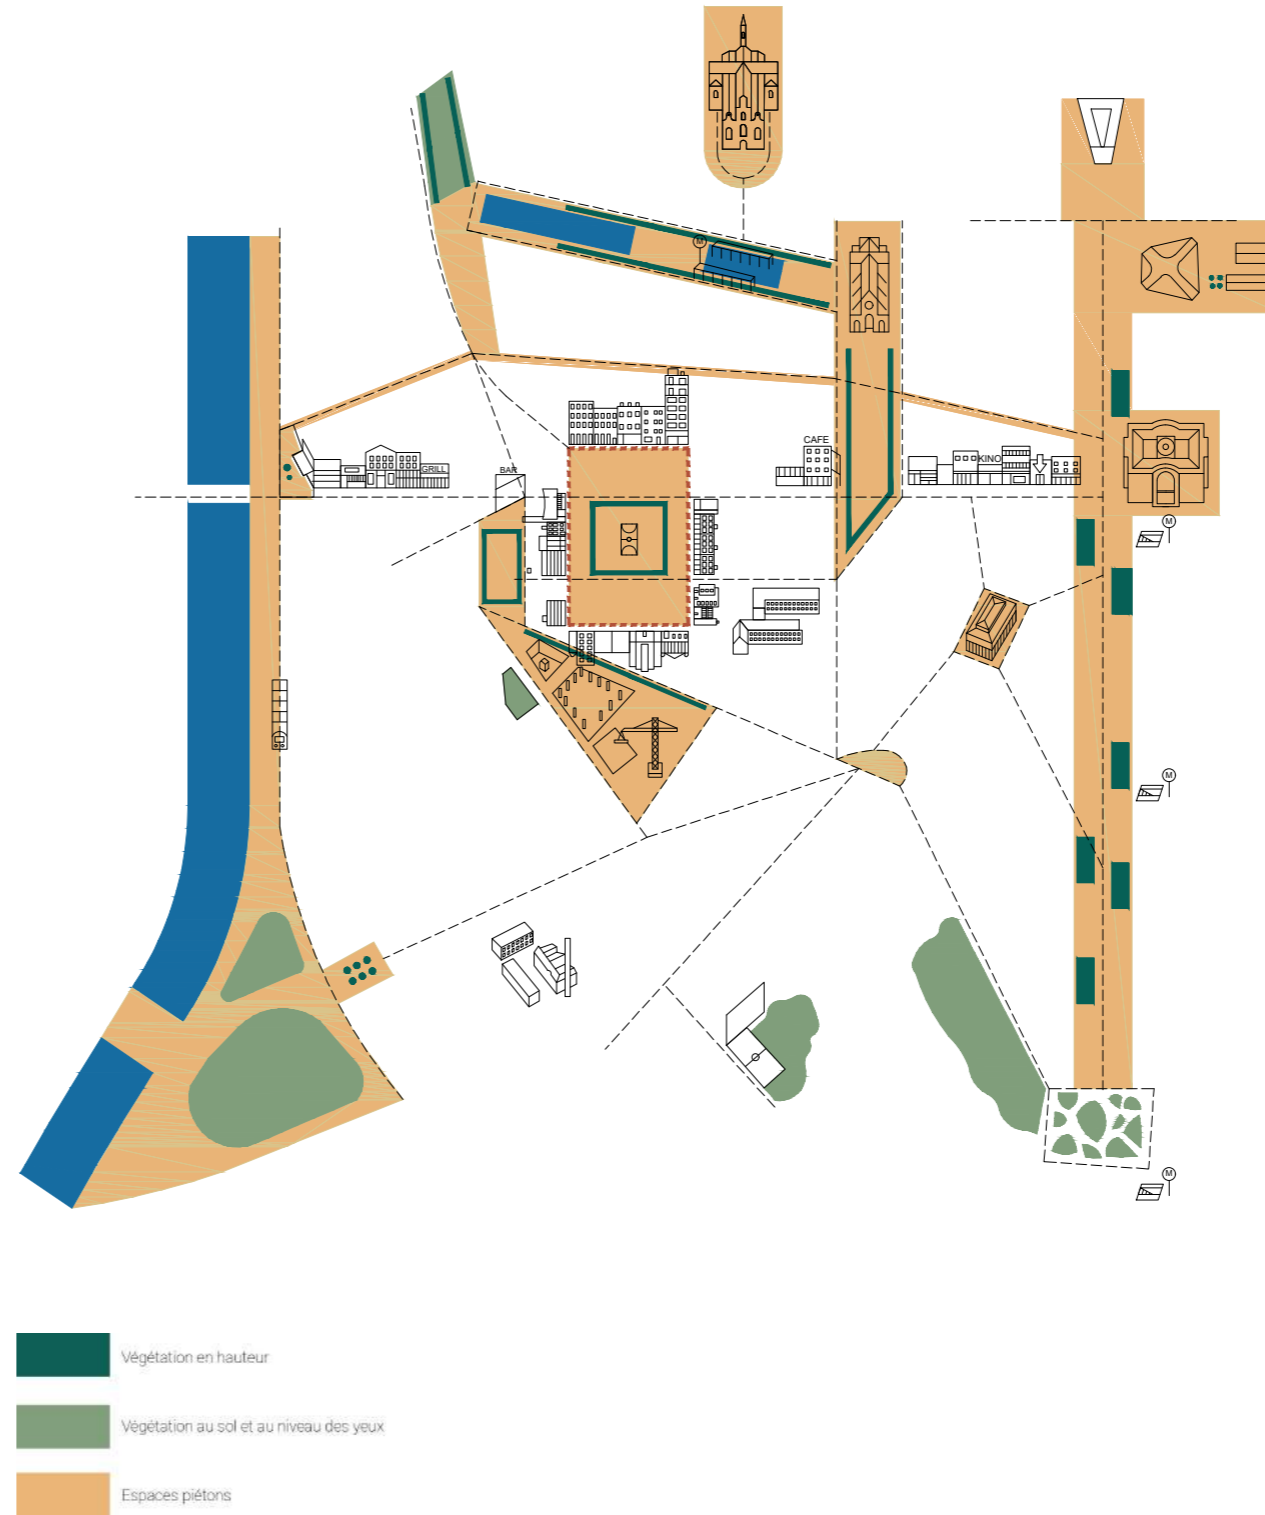 M
CAFE
KINO
GRILL
BAR
M
M
M
Végétation en hauteur
Végétation au sol et au niveau des yeux
Espaces piétons